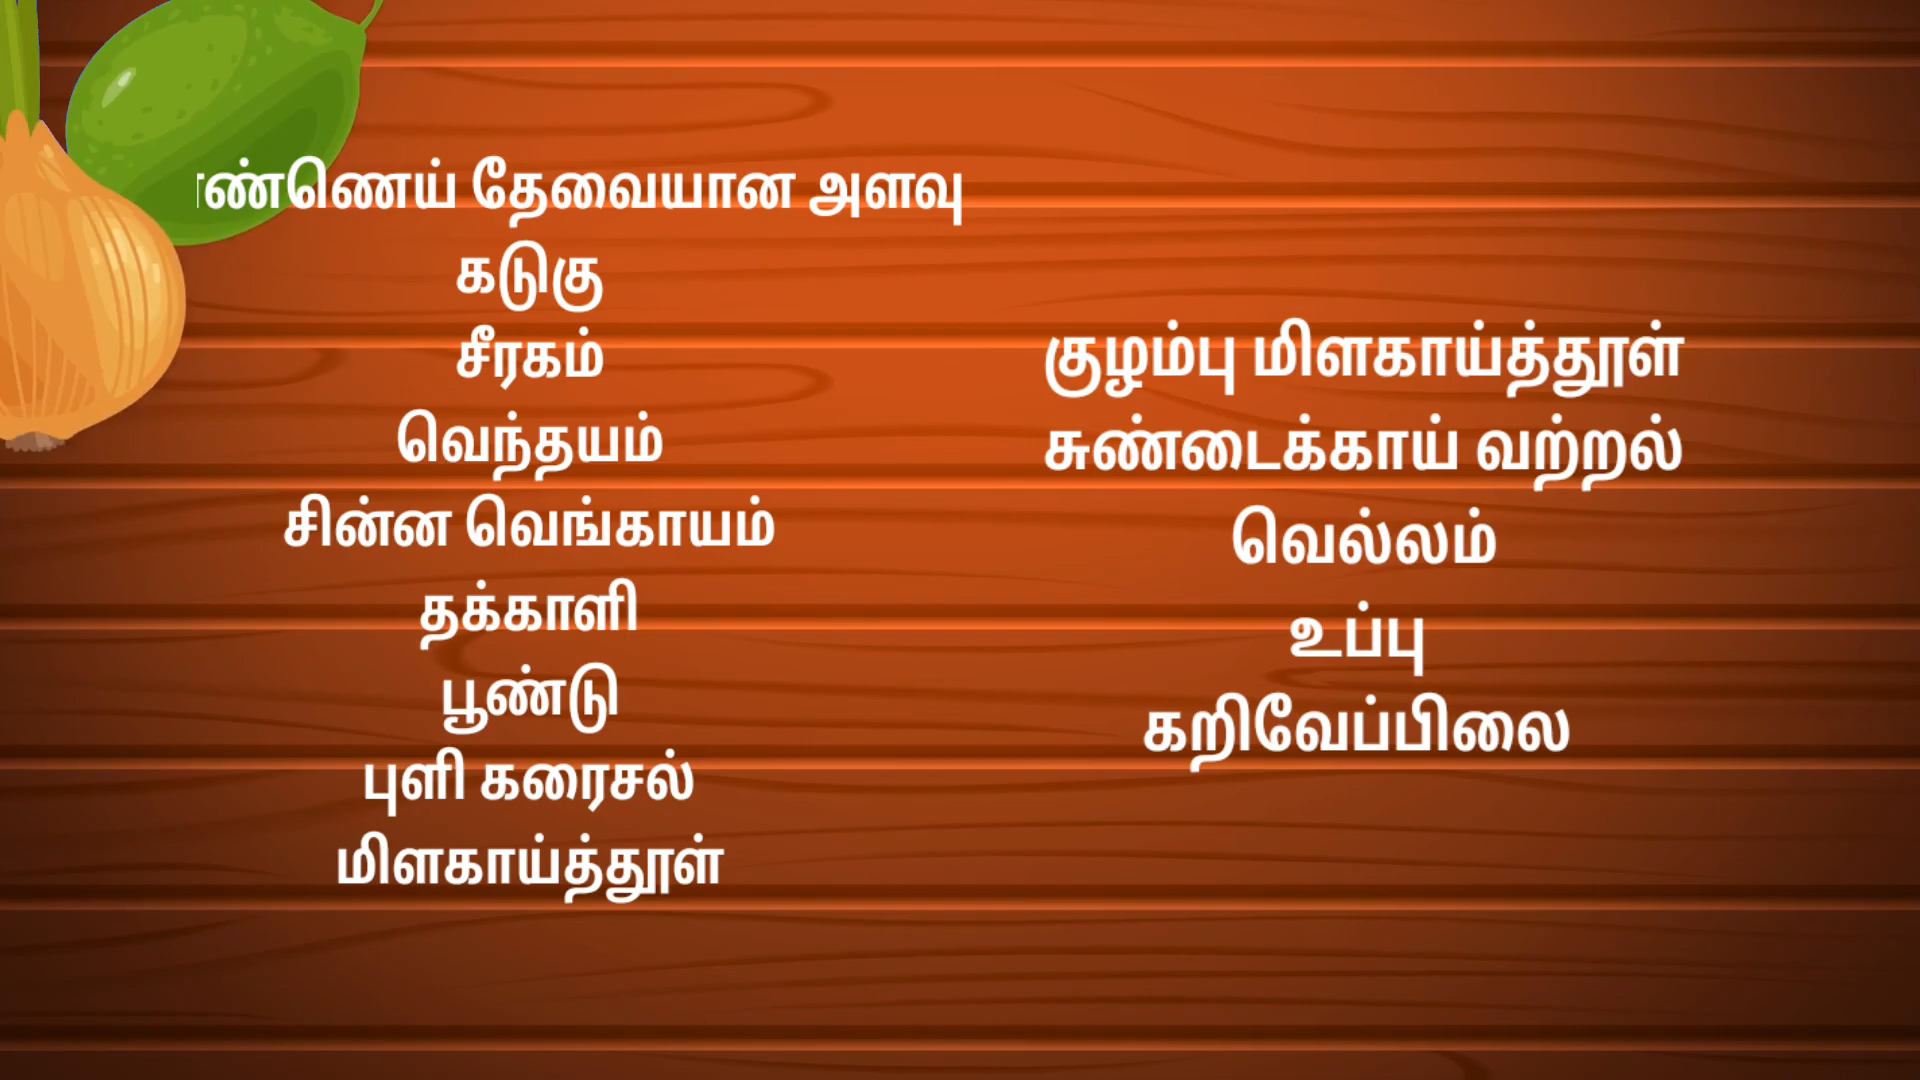 தேவையான அளவு
கடுகு
சீரகம்
வெந்தயம்
சின்ன வெங்காயம்
தக்காளி
பூண்டு
புளி கரைசல்
மிளகாய்த்தூள்
குழம்பு மிளகாய்த்தூள்
சுண்டைக்காய் வற்றல்
வெல்லம்
உப்பு
கறிவேப்பிலை